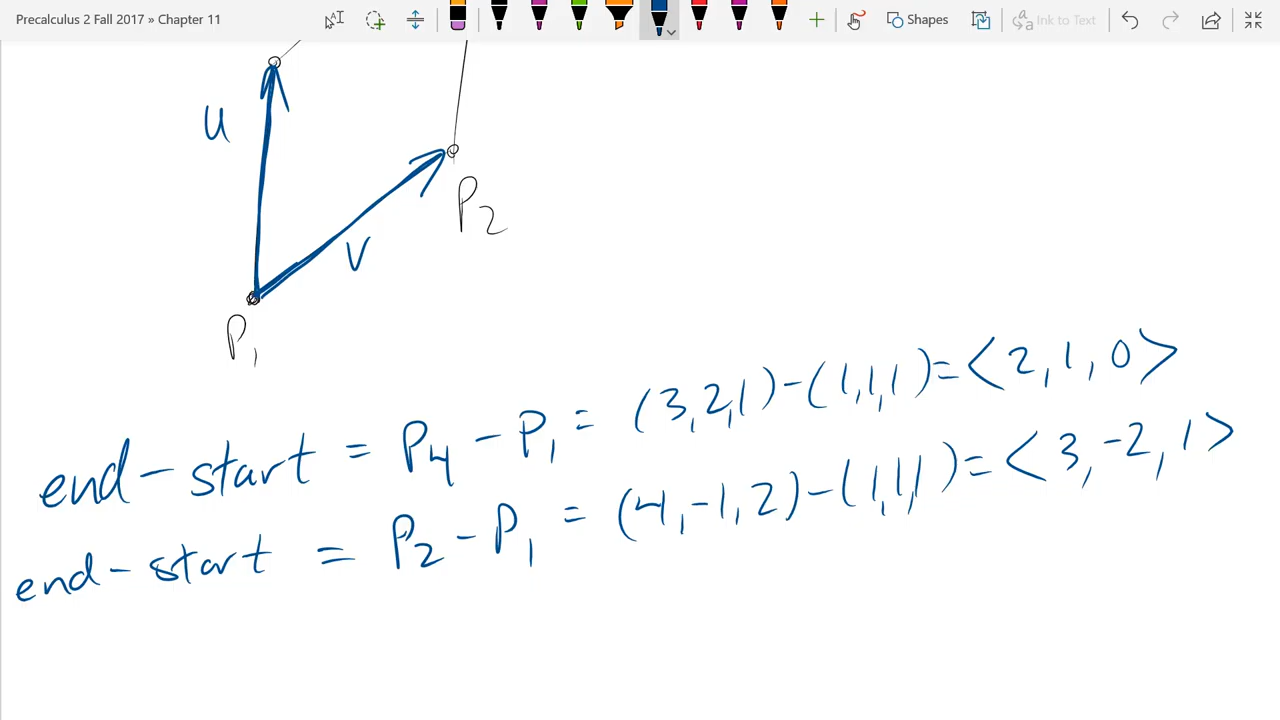 Precalculus 2 Fall 2017 » Chapter 11
Shapes
Ink to Text
u
P2
v
P1
end-start = P4 - P1 = (3,2,1)-(1,1,1)=<2,1,0>
end-start = P2 - P1 = (4,-1,2)-(1,1,1)=<3,-2,1>